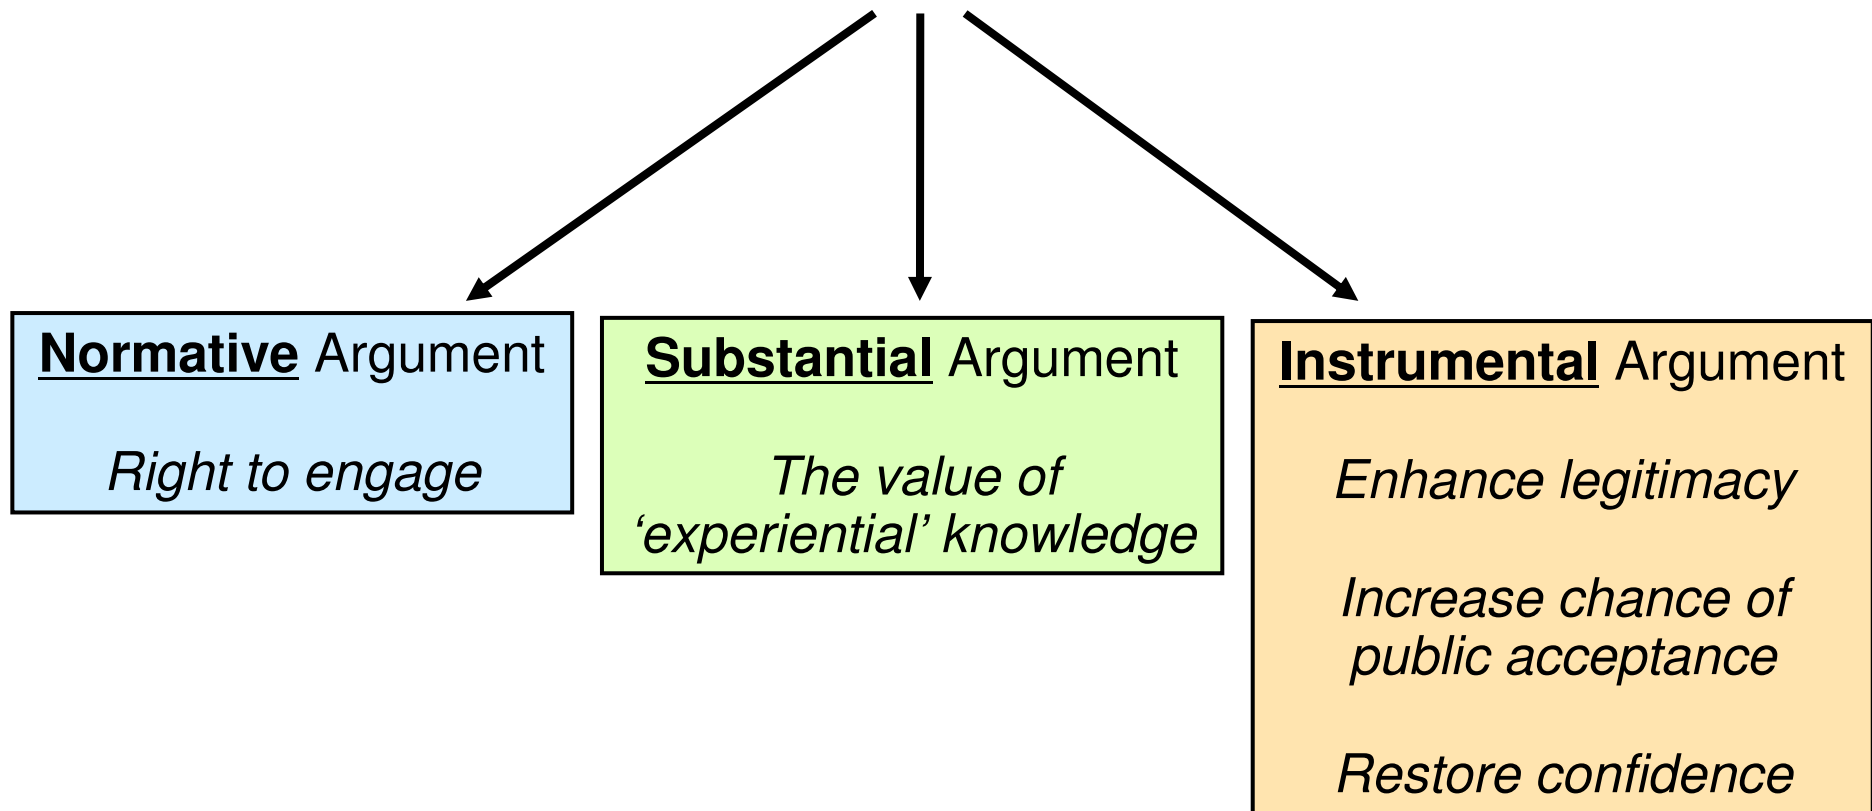 Normative Argument
Right to engage
Substantial Argument
The value of
‘experiential’ knowledge
Instrumental Argument
Enhance legitimacy
Increase chance of
public acceptance
Restore confidence